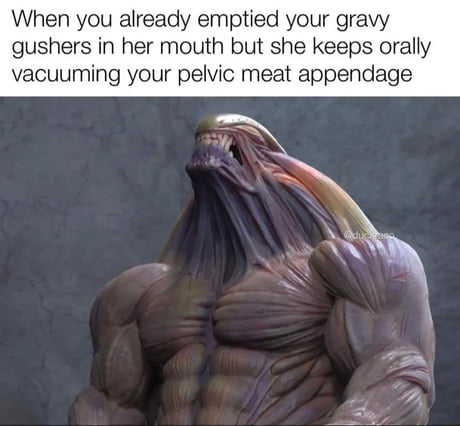 When you already emptied your gravy
gushers in her mouth but she keeps orally
vacuuming your pelvic meat appendage